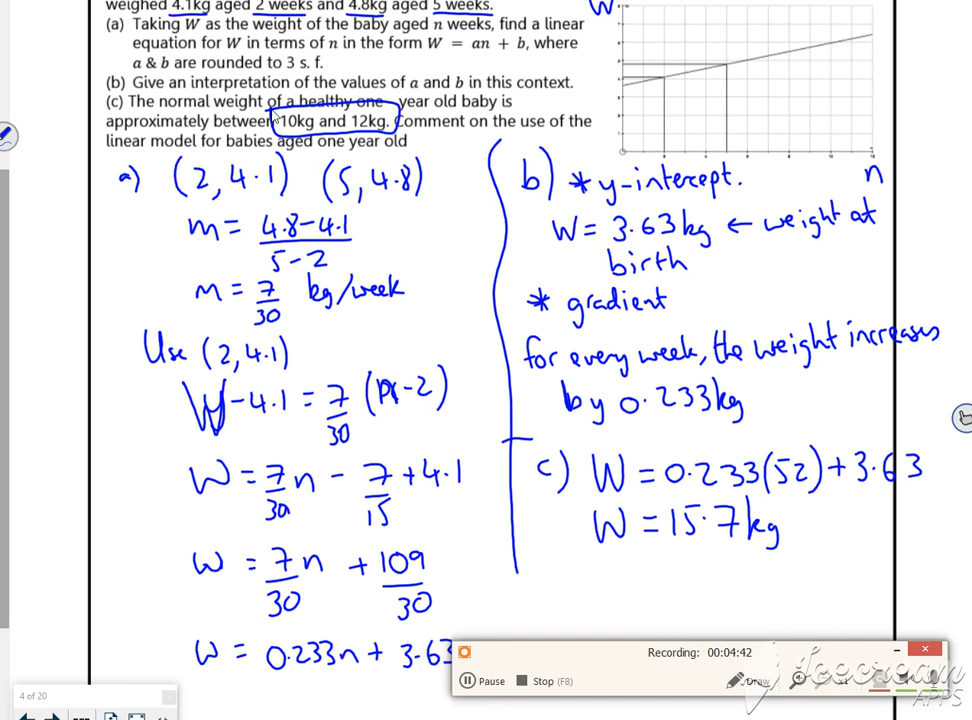 weighed 4.1kg aged 2 weeks and 4.8kg aged 5 weeks.
(a) Taking W as the weight of the baby aged n weeks, find a linear
equation for W in terms of n in the form W = an + b, where
a & b are rounded to 3 s. f.
(b) Give an interpretation of the values of a and b in this context.
(c) The normal weight of a healthy one year old baby is
approximately between 10kg and 12kg. Comment on the use of the
linear model for babies aged one year old
W
n
a) (2, 4.1) (5, 4.8)
m = 4.8-4.1
5-2
m = 7 kg/week
30
Use (2, 4.1)
W - 4.1 = 7 (n - 2)
30
W = 7n - 7 + 4.1
30 15
W = 7n + 109
30 30
W = 0.233n + 3.63
b) * y-intercept.
W = 3.63kg ← weight at
birth
* gradient
for every week, the weight increases
by 0.233kg
c) W = 0.233(52) + 3.63
W = 15.7kg
Recording: 00:04:42
Pause Stop (F8) Draw x1
4 of 20
Icecream
APPS